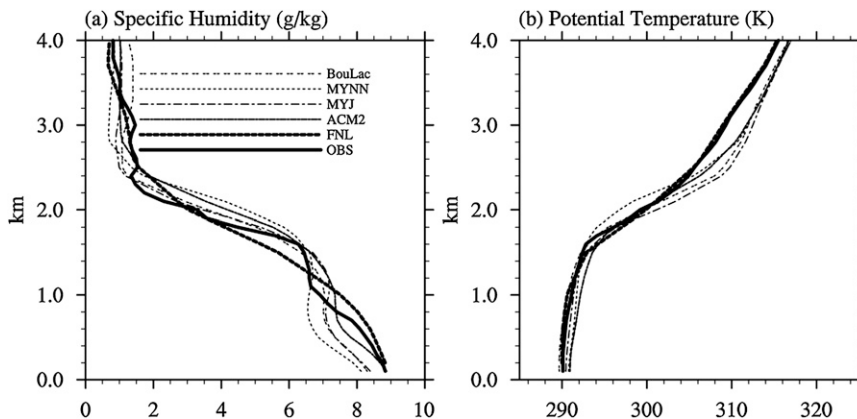 (a) Specific Humidity (g/kg)
(b) Potential Temperature (K)
4.0
3.0
2.0
1.0
0.0
km
BouLac
MYNN
MYJ
ACM2
FNL
OBS
0 2 4 6 8 10
4.0
3.0
2.0
1.0
0.0
km
290 300 310 320